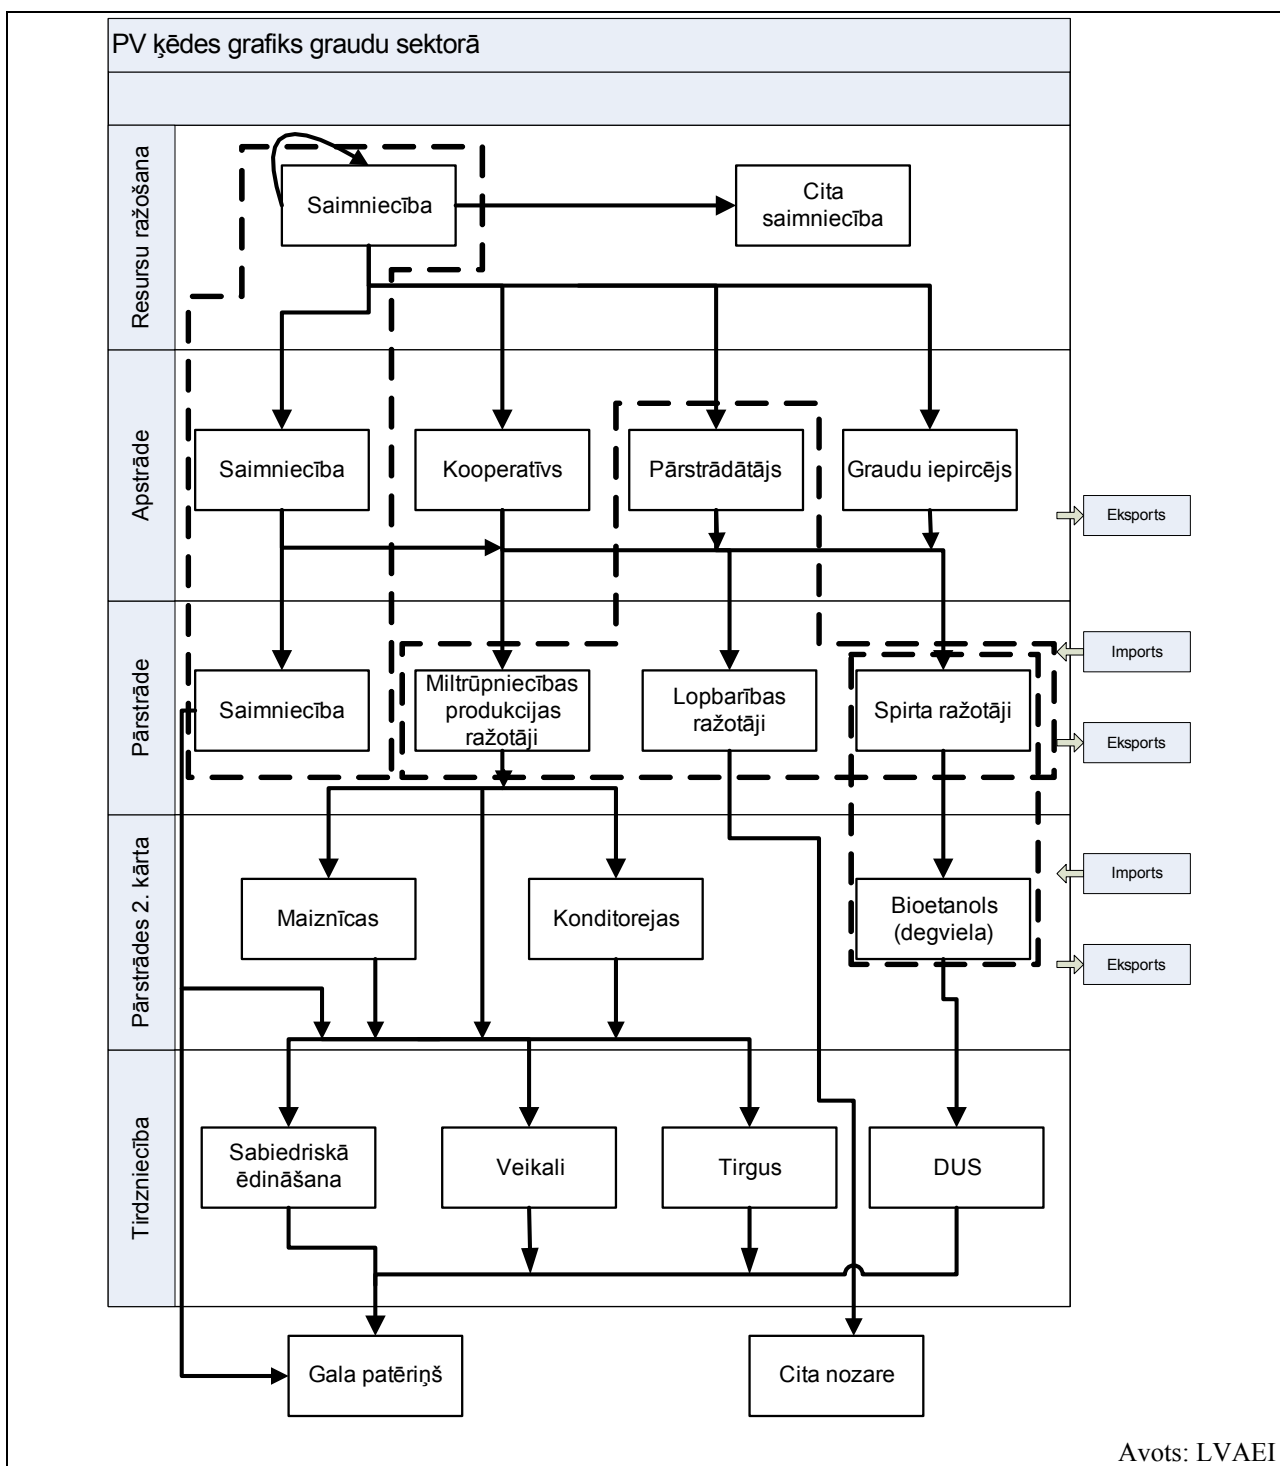 PV ķēdes grafiks graudu sektorā
Resursu ražošana
Saimniecība
Cita
saimniecība
Apstrāde
Saimniecība
Kooperatīvs
Pārstrādātājs
Graudu iepircējs
Eksports
Pārstrāde
Saimniecība
Miltrūpniecības
produkcijas
ražotāji
Lopbarības
ražotāji
Spirta ražotāji
Imports
Eksports
Pārstrādes 2. kārta
Maiznīcas
Konditorejas
Bioetanols
(degviela)
Imports
Eksports
Tirdzniecība
Sabiedriskā
ēdināšana
Veikali
Tirgus
DUS
Gala patēriņš
Cita nozare
Avots: LVAEI